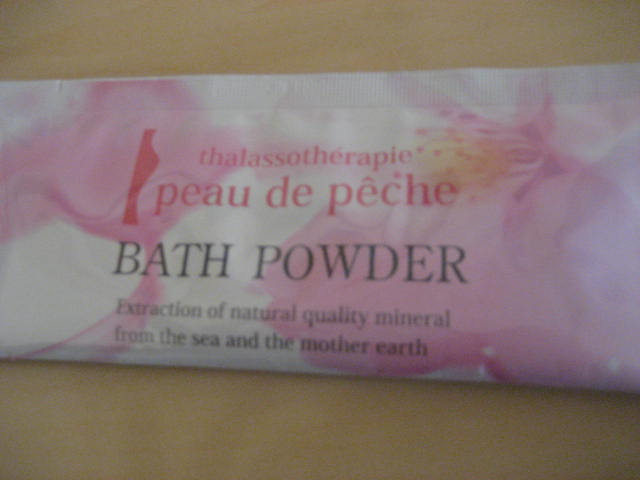 thalassothérapie
peau de pêche
BATH POWDER
Extraction of natural quality mineral
from the sea and the mother earth